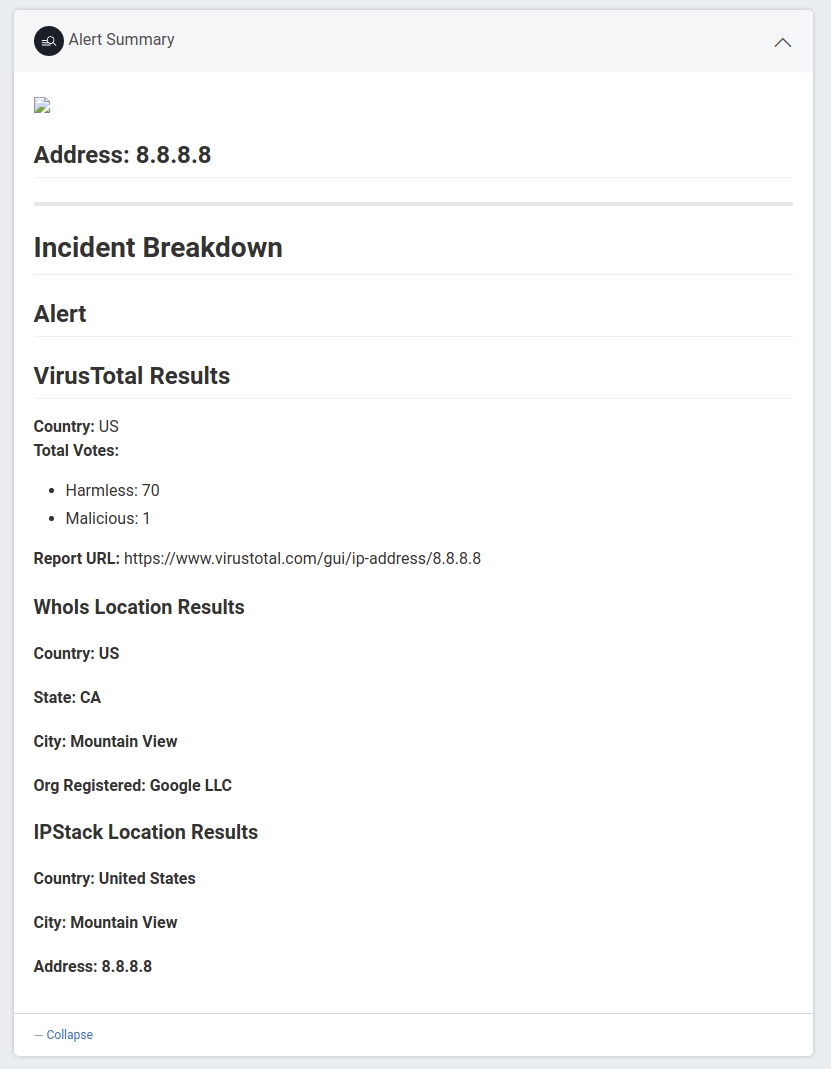 Alert Summary
Address: 8.8.8.8
Incident Breakdown
Alert
VirusTotal Results
Country: US
Total Votes:
Harmless: 70
Malicious: 1
Report URL: https://www.virustotal.com/gui/ip-address/8.8.8.8
WhoIs Location Results
Country: US
State: CA
City: Mountain View
Org Registered: Google LLC
IPStack Location Results
Country: United States
City: Mountain View
Address: 8.8.8.8
— Collapse